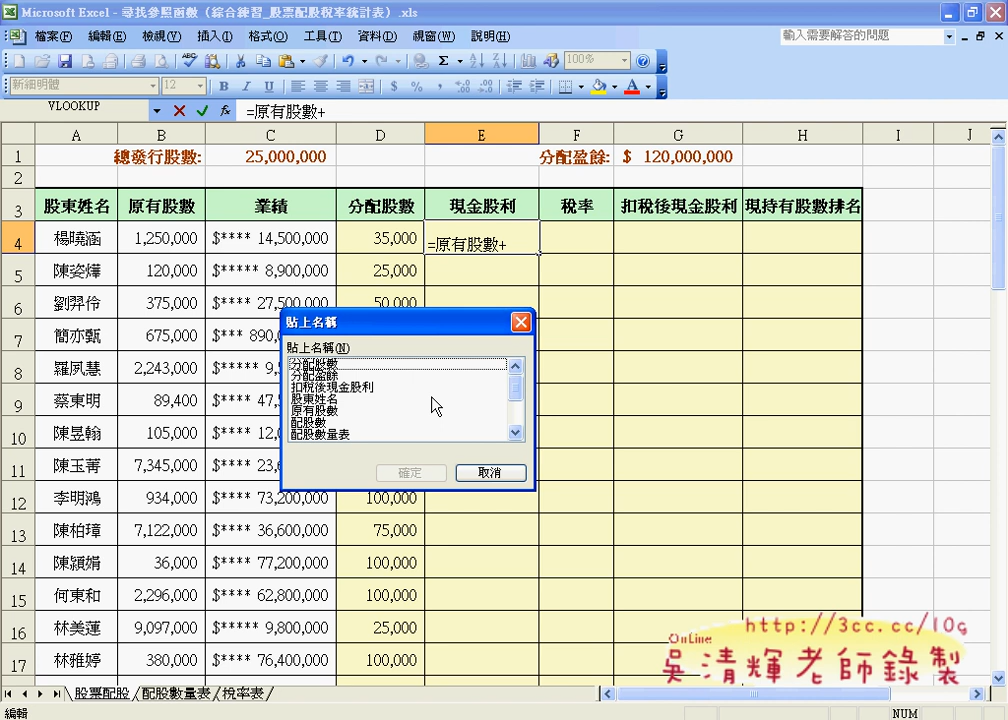 Microsoft Excel - 尋找參照函數（綜合練習_股票配股稅率統計表）.xls
檔案(F) 編輯(E) 檢視(V) 插入(I) 格式(O) 工具(T) 資料(D) 視窗(W) 說明(H) 輸入需要解答的問題
100%
新細明體 12 B I U $ %
VLOOKUP =原有股數+
A B C D E F G H I J
1 總發行股數: 25,000,000 分配盈餘: $ 120,000,000
2
3 股東姓名 原有股數 業績 分配股數 現金股利 稅率 扣稅後現金股利 現持有股數排名
4 楊曉涵 1,250,000 $**** 14,500,000 35,000 =原有股數+
5 陳姿燁 120,000 $***** 8,900,000 25,000
6 劉羿伶 375,000 $**** 27,500,000 50,000
7 簡亦甄 675,000 $*** 890,
8 羅夙慧 2,243,000 $***** 9,5
9 蔡東明 89,400 $**** 47,5
10 陳昱翰 105,000 $**** 12,0
11 陳玉菁 7,345,000 $**** 23,6
12 李明鴻 934,000 $**** 73,200,000 100,000
13 陳柏璋 7,122,000 $**** 36,600,000 75,000
14 陳潁娟 36,000 $**** 77,200,000 100,000
15 何東和 2,296,000 $**** 62,800,000 100,000
16 林美蓮 9,097,000 $***** 9,800,000 25,000
17 林雅婷 380,000 $**** 76,400,000 100,000
貼上名稱
貼上名稱(N)
分配股數
分配盈餘
扣稅後現金股利
股東姓名
原有股數
配股數
配股數量表
確定 取消
http://3cc.cc/10g
OnLine
吳清輝老師錄製
股票配股 配股數量表 稅率表
編輯 NUM